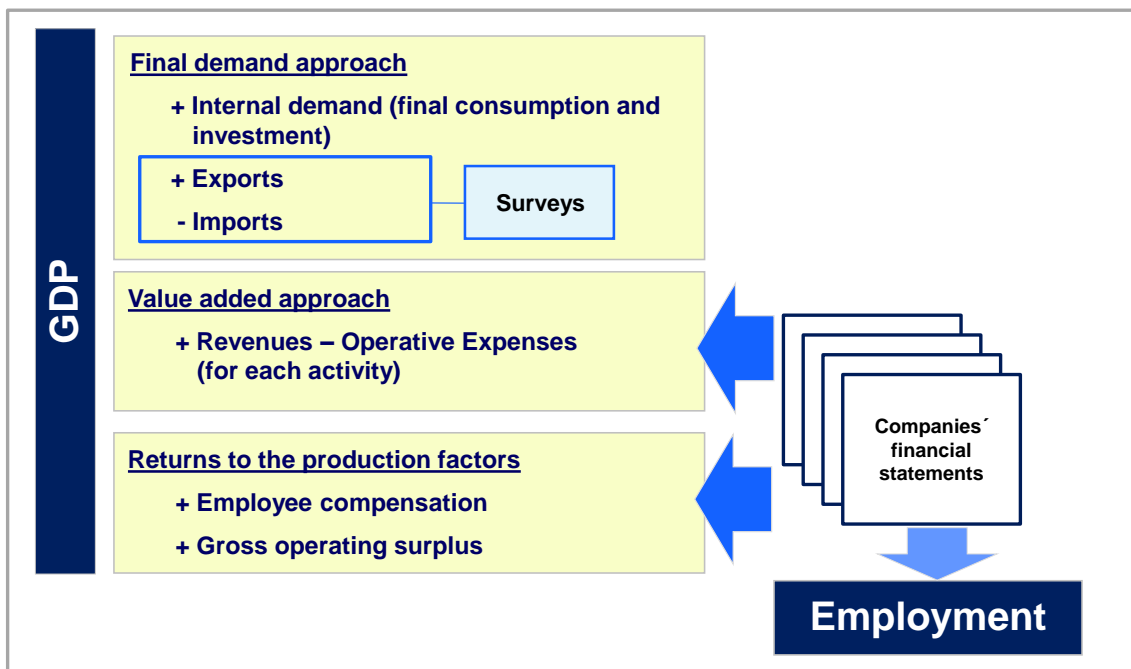 GDP
Final demand approach
+ Internal demand (final consumption and
investment)
+ Exports
- Imports
Surveys
Value added approach
+ Revenues – Operative Expenses
(for each activity)
Returns to the production factors
+ Employee compensation
+ Gross operating surplus
Companies´
financial
statements
Employment